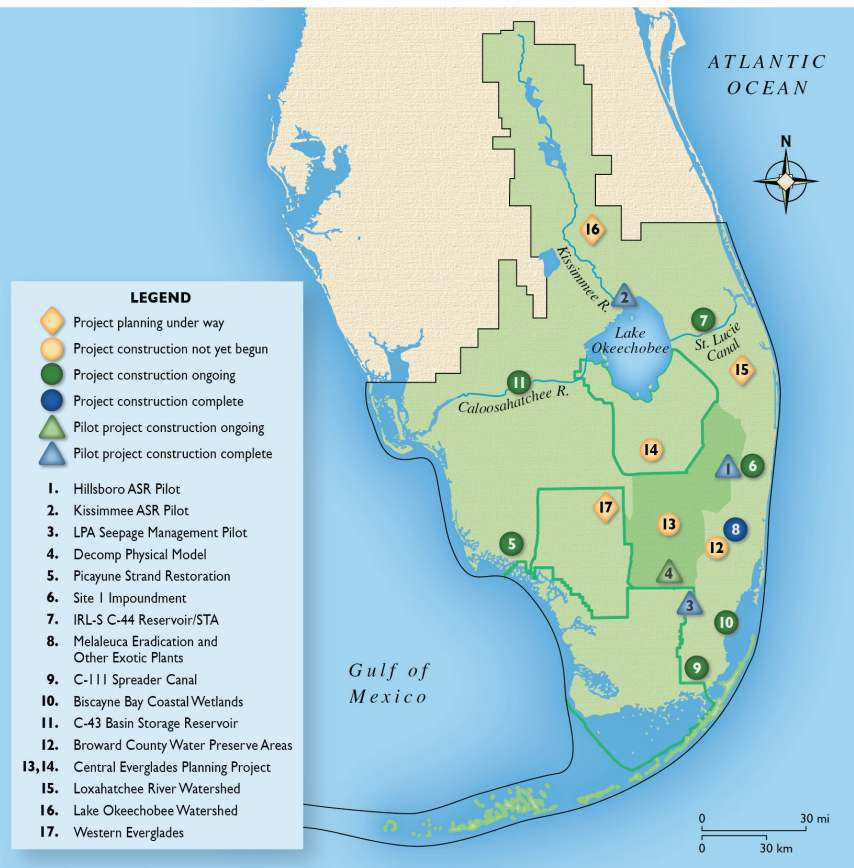 ATLANTIC
OCEAN
N
16
Kissimmee R.
2
7
Lake
Okeechobee
St. Lucie
Canal
15
11
Caloosahatchee R.
14
1
6
17
13
8
12
5
4
3
10
9
Gulf of
Mexico
LEGEND
Project planning under way
Project construction not yet begun
Project construction ongoing
Project construction complete
Pilot project construction ongoing
Pilot project construction complete
1. Hillsboro ASR Pilot
2. Kissimmee ASR Pilot
3. LPA Seepage Management Pilot
4. Decomp Physical Model
5. Picayune Strand Restoration
6. Site 1 Impoundment
7. IRL-S C-44 Reservoir/STA
8. Melaleuca Eradication and
Other Exotic Plants
9. C-111 Spreader Canal
10. Biscayne Bay Coastal Wetlands
11. C-43 Basin Storage Reservoir
12. Broward County Water Preserve Areas
13,14. Central Everglades Planning Project
15. Loxahatchee River Watershed
16. Lake Okeechobee Watershed
17. Western Everglades
0 30 mi
0 30 km